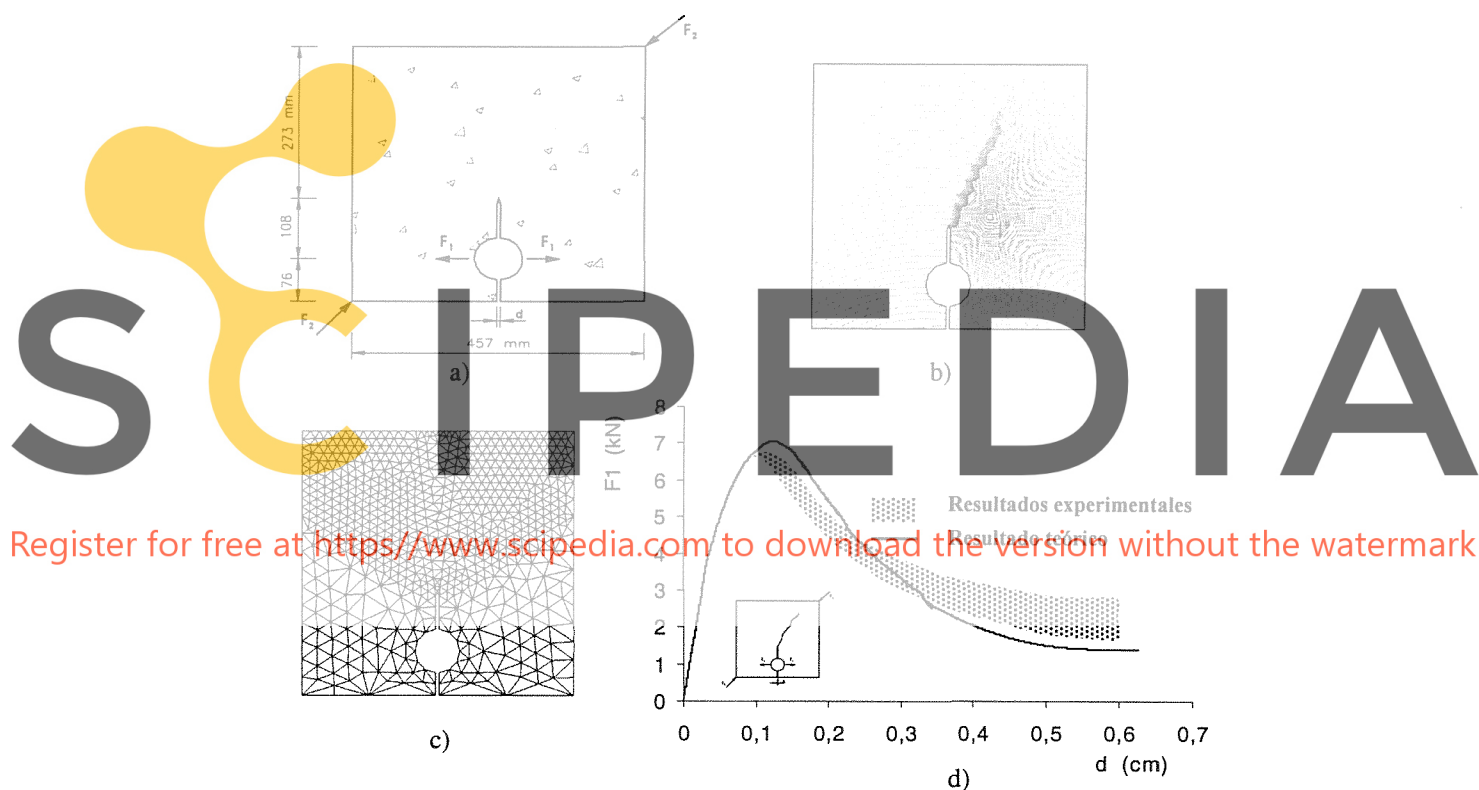 F₂
273 mm
108
76
F₁
F₁
F₂
d
457 mm
a)
b)
SCIPEDIA
Register for free at https//www.scipedia.com to download the version without the watermark
c)
F1 (kN)
8
7
6
5
4
3
2
1
0
0
0,1
0,2
0,3
0,4
0,5
0,6
0,7
d (cm)
Resultados experimentales
Resultado teórico
d)